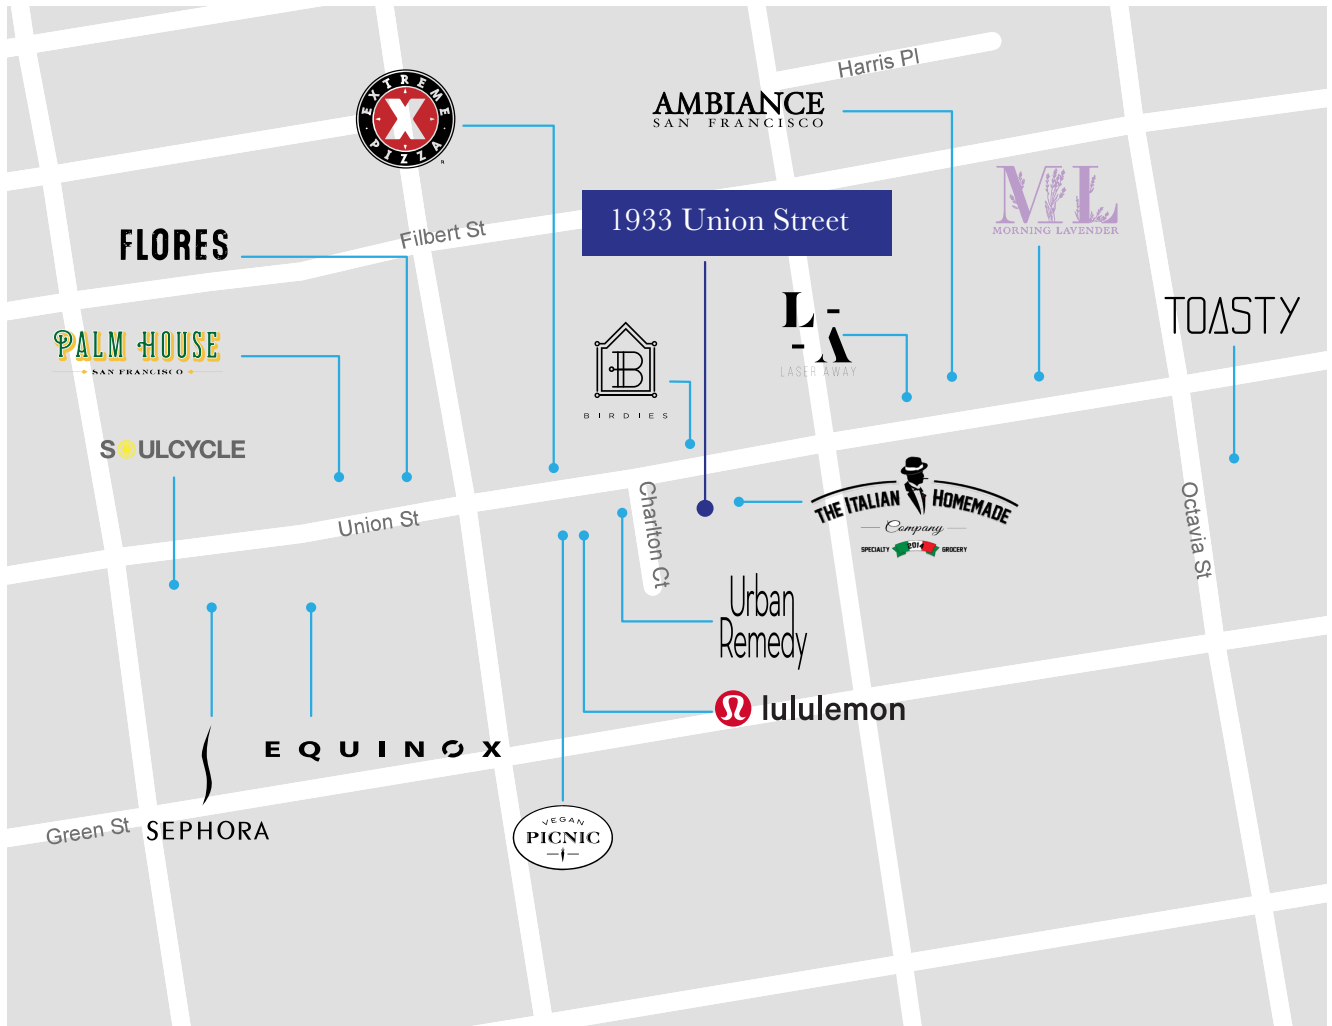 Harris Pl
EXTREME
X
PIZZA
R
AMBIANCE
SAN FRANCISCO
ML
MORNING LAVENDER
1933 Union Street
Filbert St
FLORES
TOASTY
PALM HOUSE
SAN FRANCISCO
L-
-A
LASER AWAY
B
BIRDIES
SOULCYCLE
THE ITALIAN HOMEMADE
Company
SPECIALTY 2014 GROCERY
Charlton Ct
Octavia St
Union St
Urban
Remedy
lululemon
EQUINOX
SEPHORA
Green St
VEGAN
PICNIC